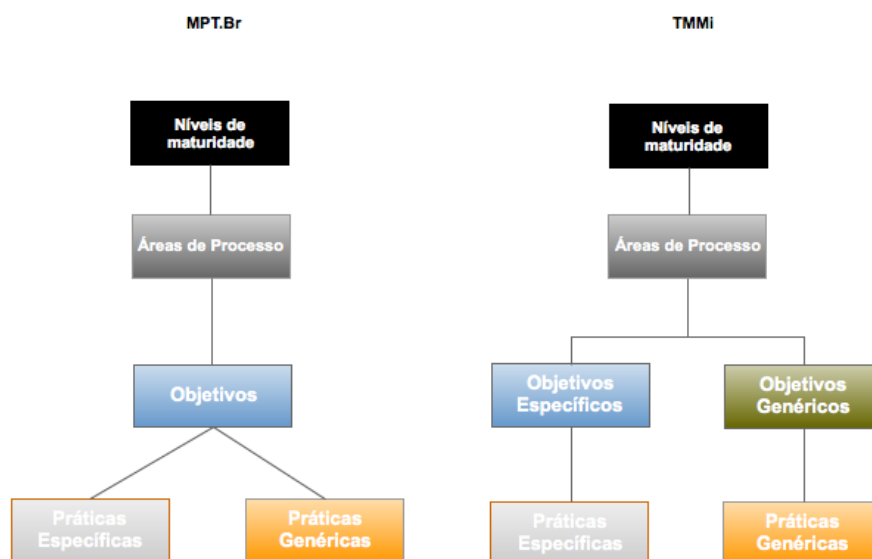 MPT.Br
TMMi
Níveis de
maturidade
Níveis de
maturidade
Áreas de Processo
Áreas de Processo
Objetivos
Objetivos
Específicos
Objetivos
Genéricos
Práticas
Específicas
Práticas
Genéricas
Práticas
Específicas
Práticas
Genéricas